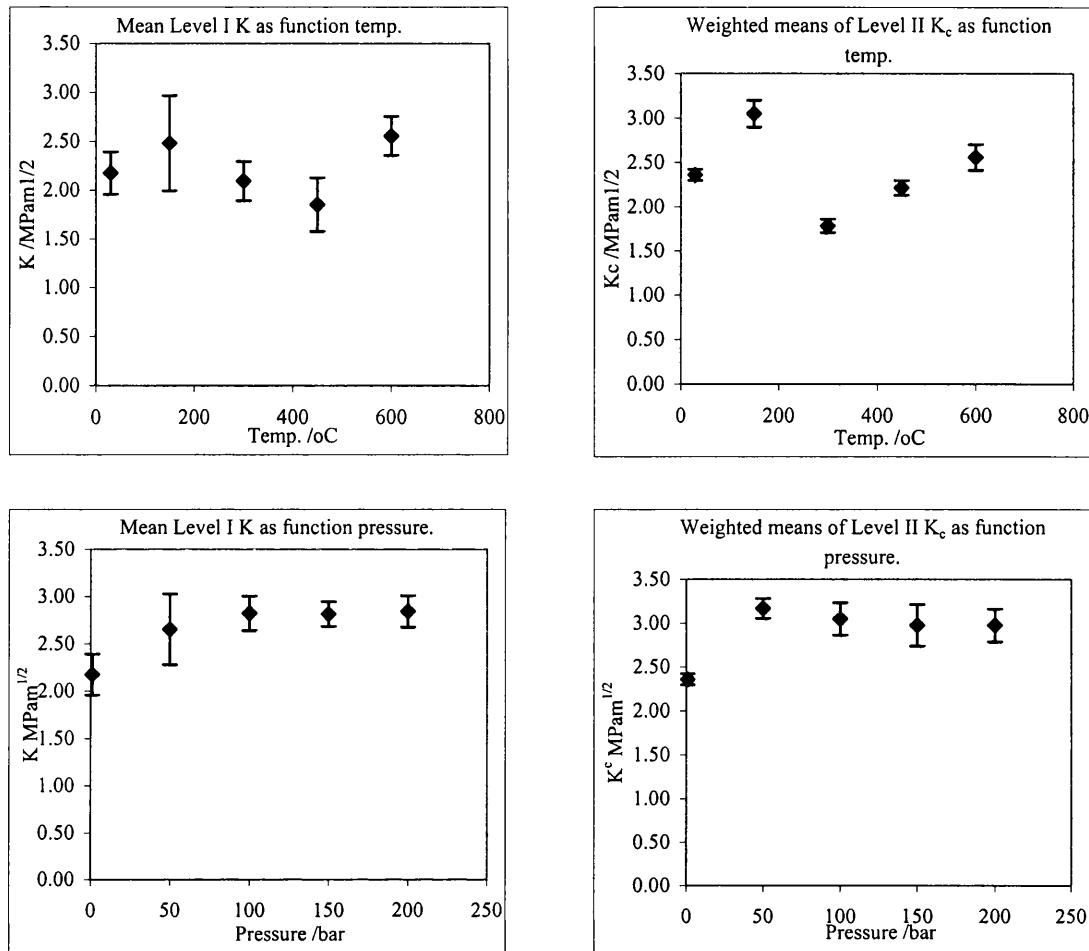 Mean Level I K as function temp.
3.50
3.00
2.50
2.00
1.50
1.00
0.50
0.00
K /MPam1/2
0 200 400 600 800
Temp. /oC
Weighted means of Level II Kc as function
temp.
3.50
3.00
2.50
2.00
1.50
1.00
0.50
0.00
Kc /MPam1/2
0 200 400 600 800
Temp. /oC
Mean Level I K as function pressure.
3.50
3.00
2.50
2.00
1.50
1.00
0.50
0.00
K MPam1/2
0 50 100 150 200 250
Pressure /bar
Weighted means of Level II Kc as function
pressure.
3.50
3.00
2.50
2.00
1.50
1.00
0.50
0.00
Kc MPam1/2
0 50 100 150 200 250
Pressure /bar